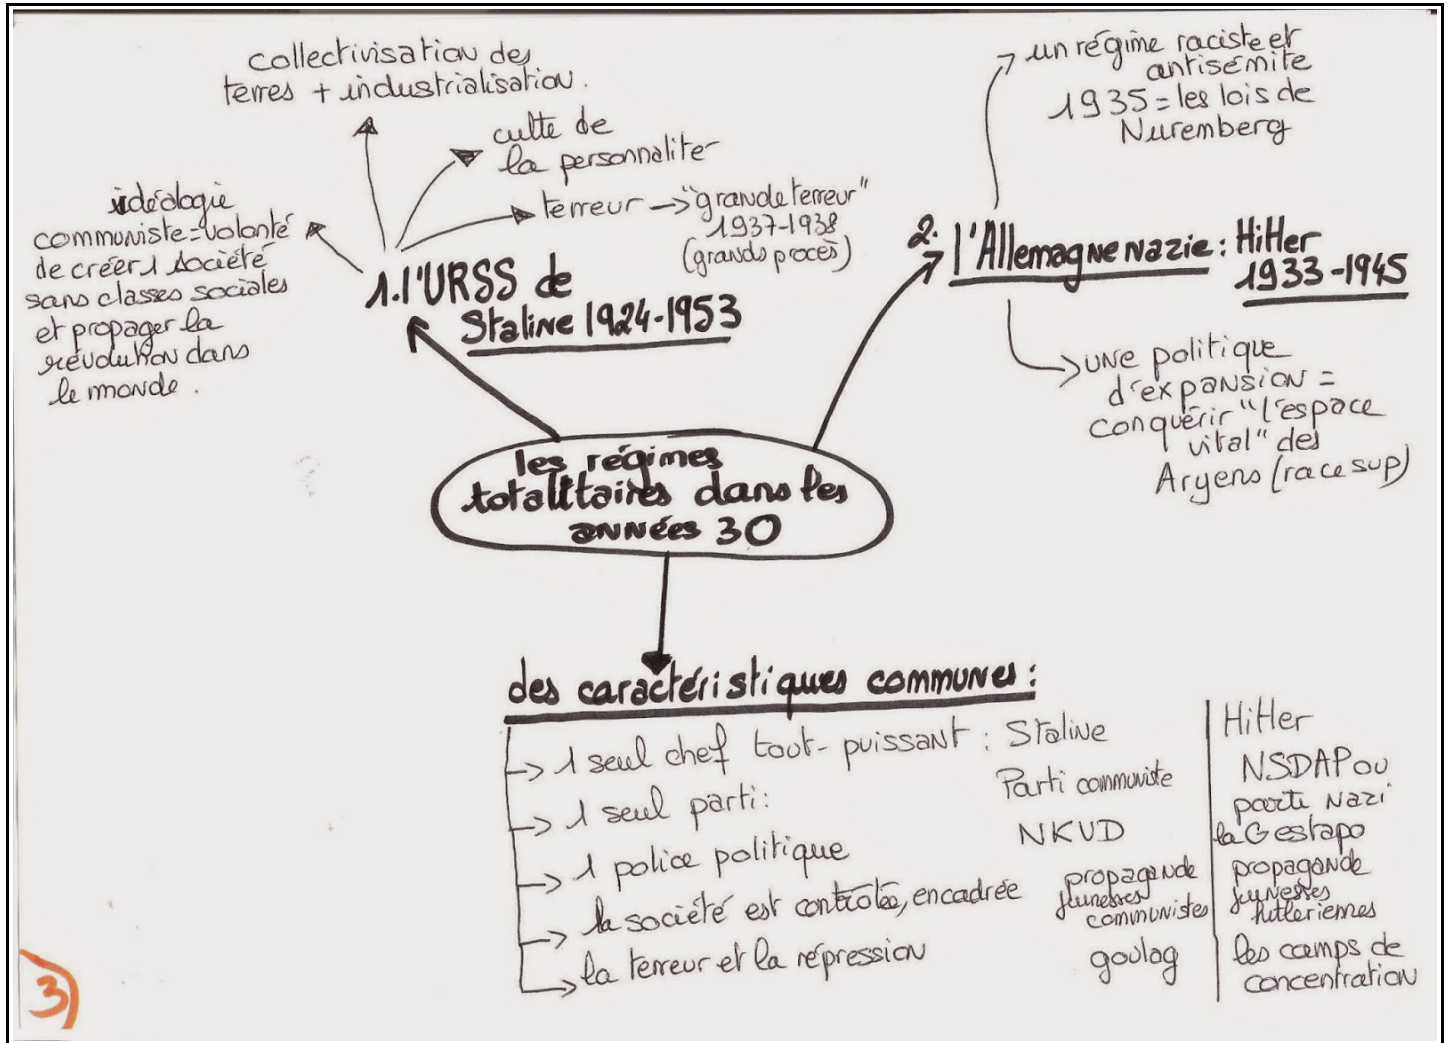 collectivisation des
terres + industrialisation.
culte de
la personnalité
terreur → "grande terreur"
1937-1938
(grands procès)
idéologie
communiste = volonté
de créer 1 société
sans classes sociales
et propager la
révolution dans
le monde.
1. l'URSS de
Staline 1924-1953
un régime raciste et
antisémite
1935 = les lois de
Nuremberg
2. l'Allemagne nazie : Hitler
1933-1945
une politique
d'expansion =
conquérir "l'espace
vital" des
Aryens (race sup)
les régimes
totalitaires dans les
années 30
des caractéristiques communes :
→ 1 seul chef tout-puissant : Staline | Hitler
→ 1 seul parti : Parti communiste | NSDAP ou
parti nazi
→ 1 police politique NKVD | la Gestapo
→ la société est contrôlée, encadrée propagande | propagande
jeunesses | jeunesses
communistes | hitleriennes
→ la terreur et la répression goulag | les camps de
concentration
3)